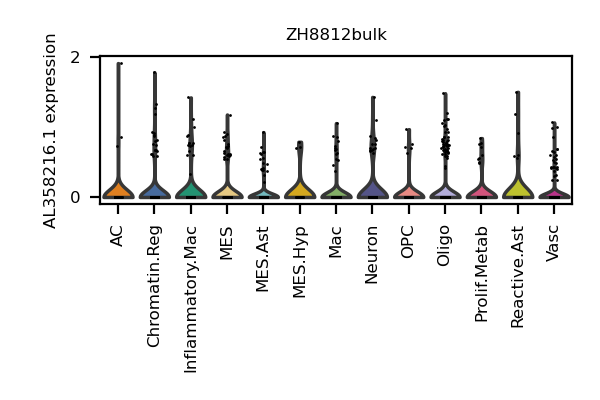 ZH8812bulk
AL358216.1 expression
2
0
AC
Chromatin.Reg
Inflammatory.Mac
MES
MES.Ast
MES.Hyp
Mac
Neuron
OPC
Oligo
Prolif.Metab
Reactive.Ast
Vasc